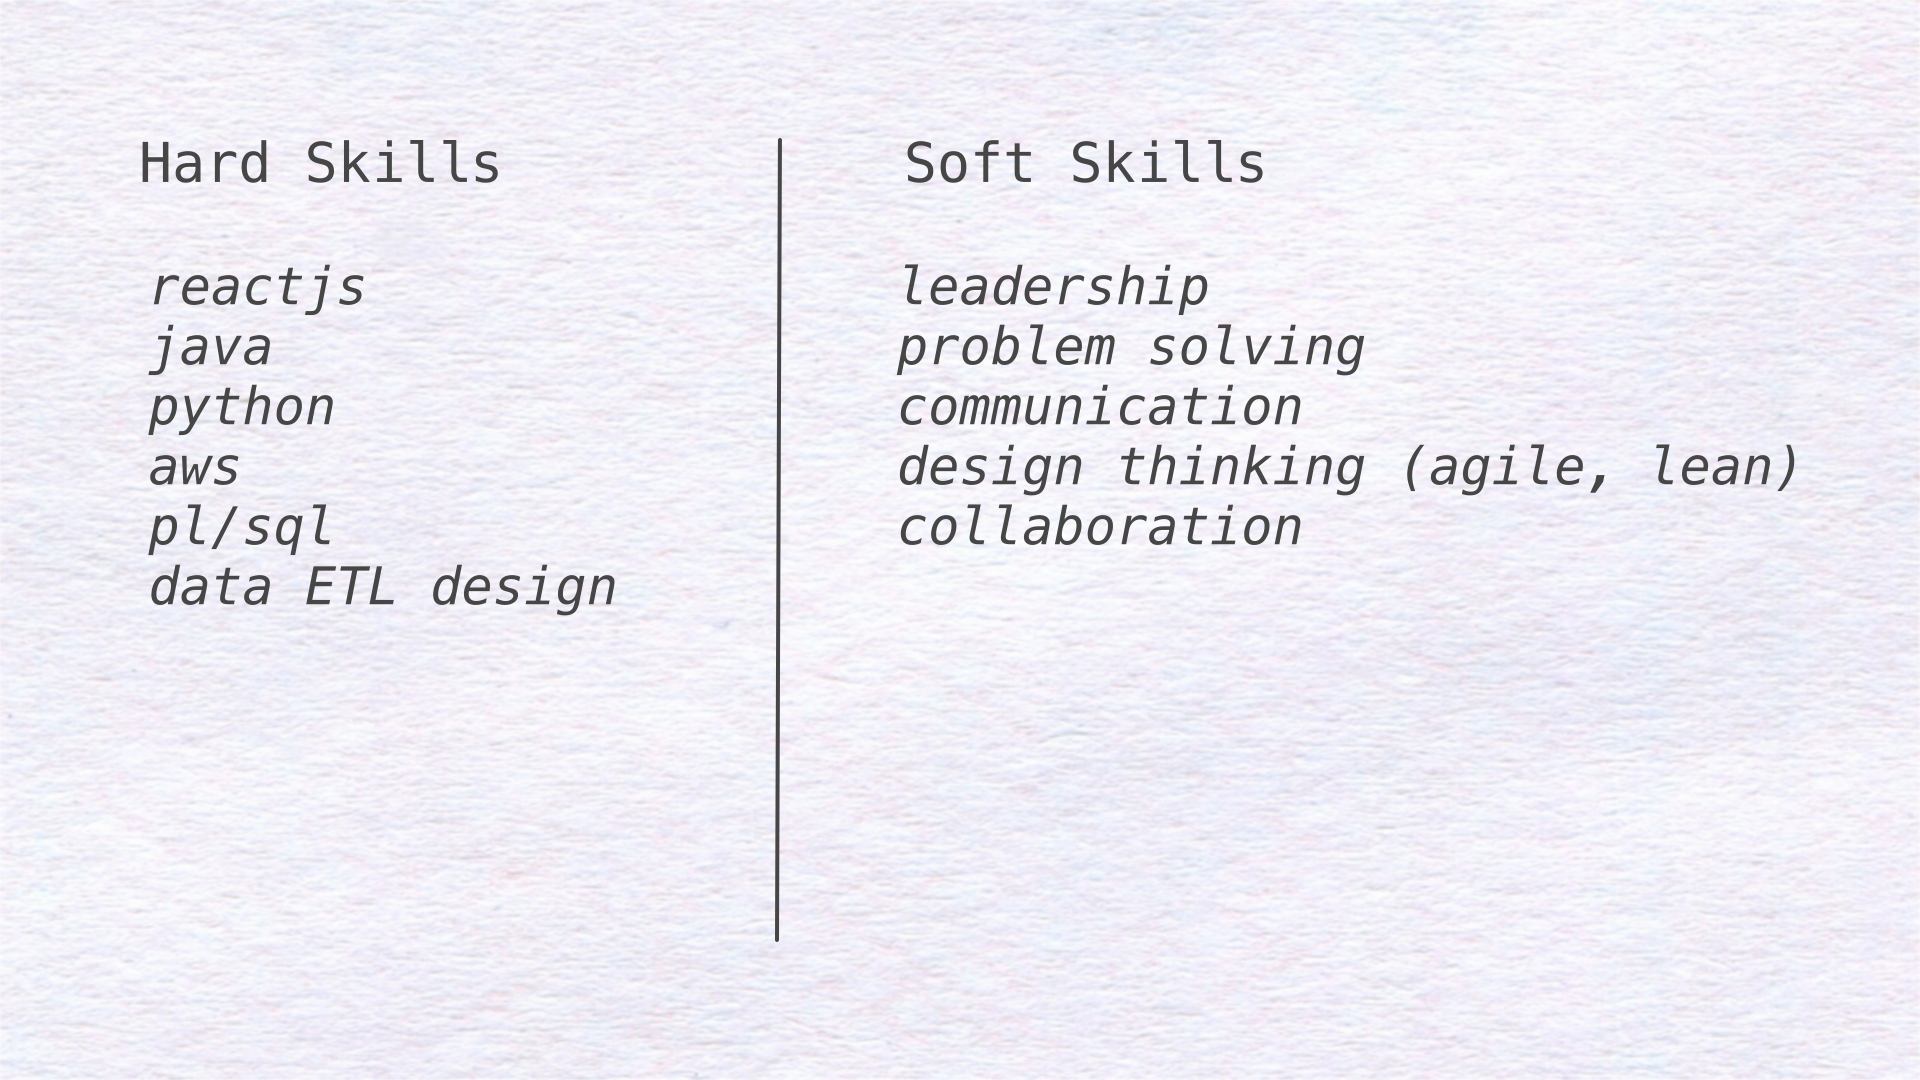 Hard Skills
reactjs
java
python
aws
pl/sql
data ETL design
Soft Skills
leadership
problem solving
communication
design thinking (agile, lean)
collaboration